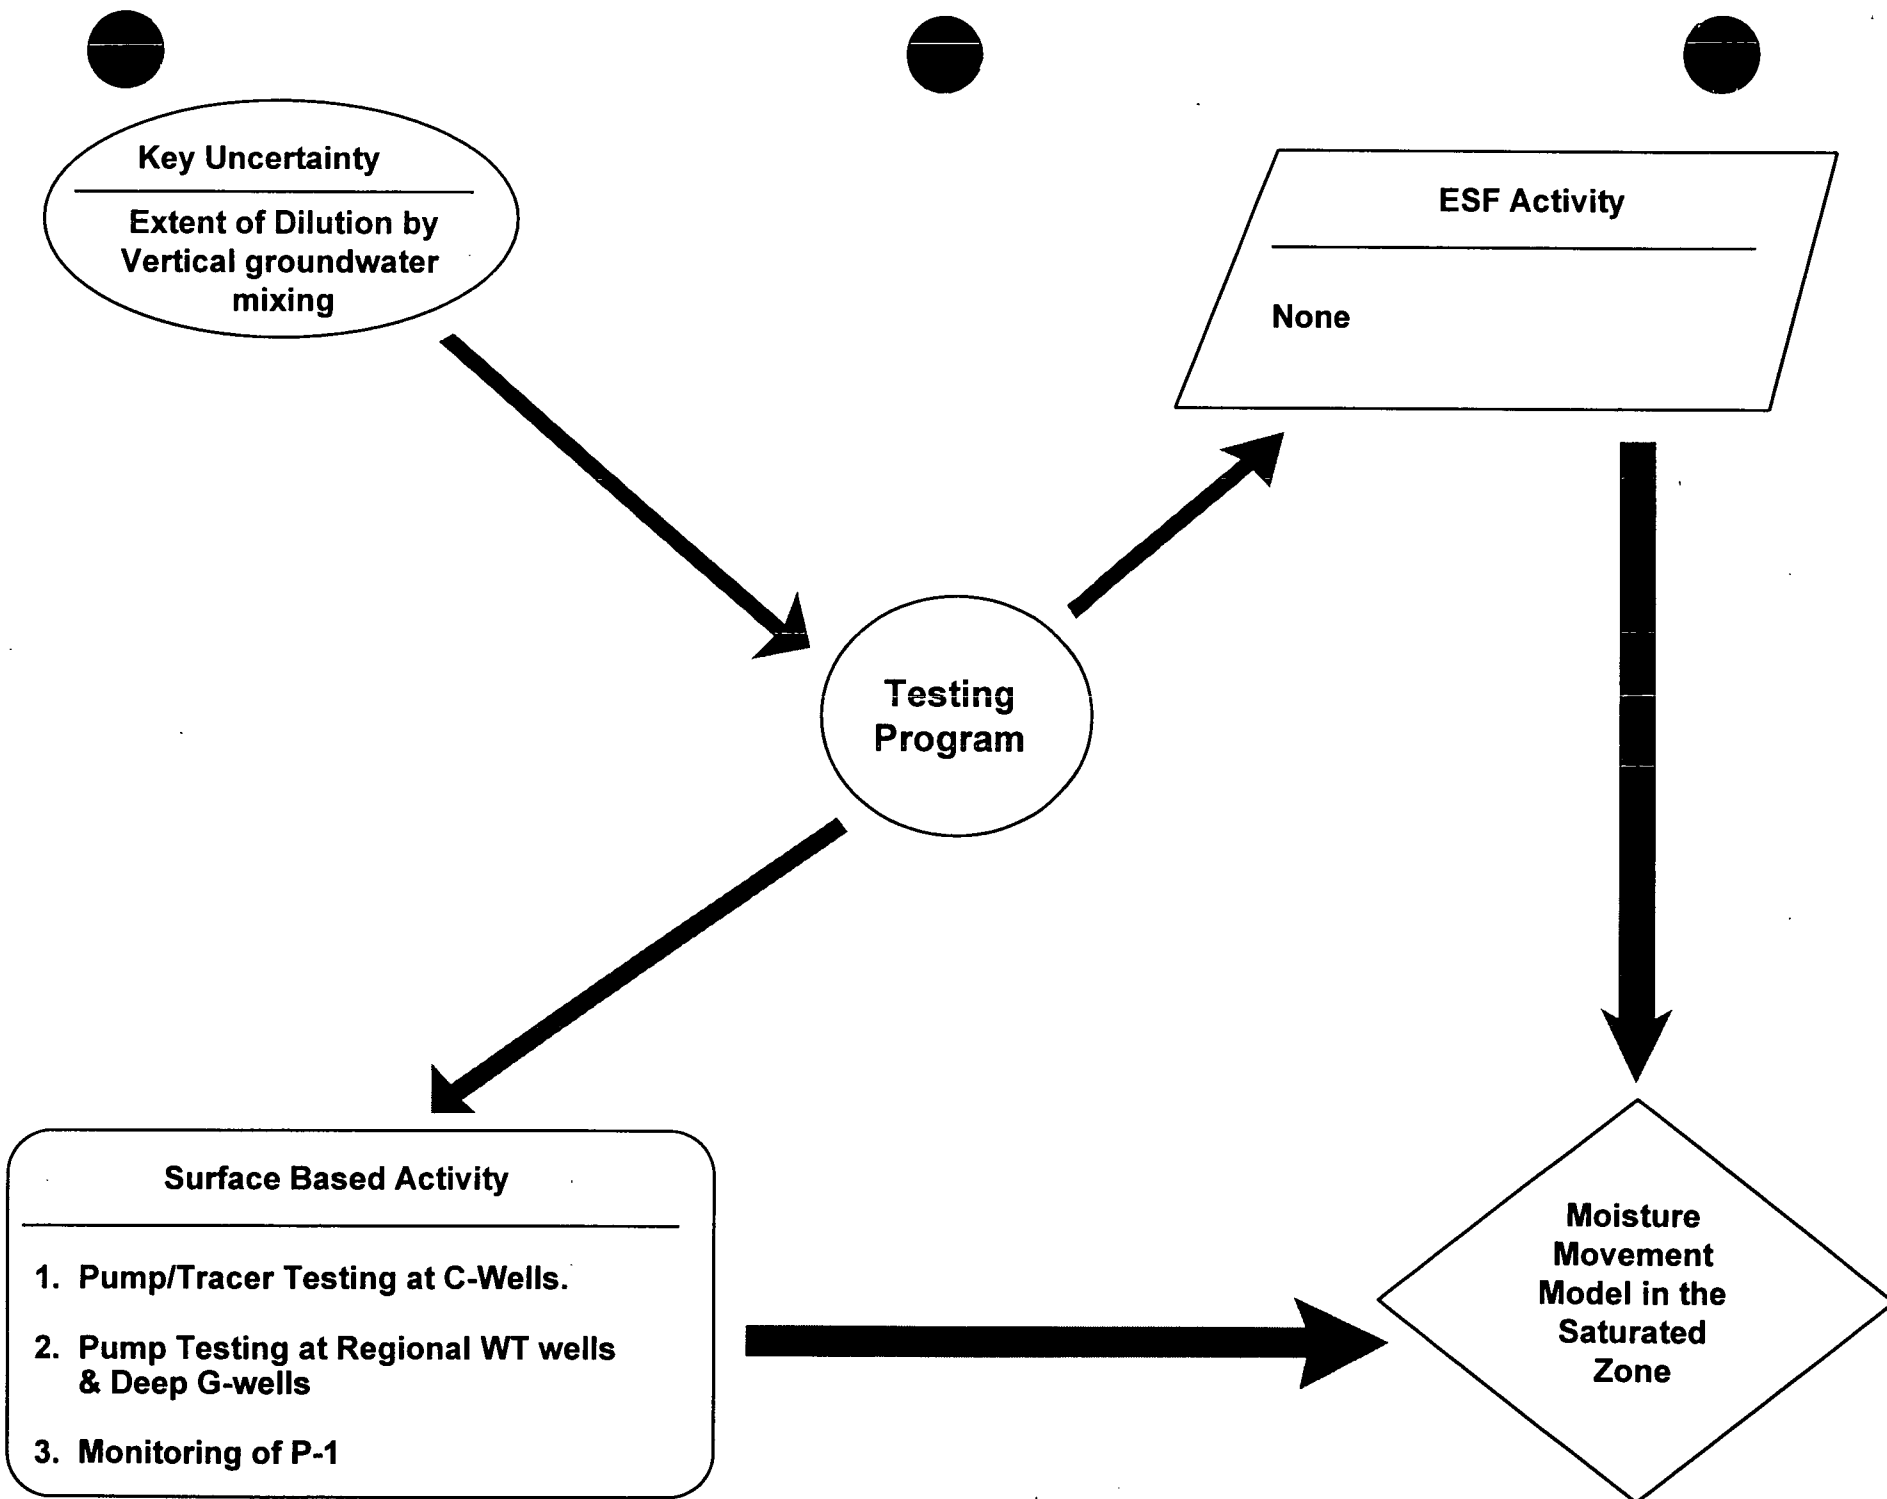 Key Uncertainty
Extent of Dilution by
Vertical groundwater
mixing
ESF Activity
None
Testing
Program
Surface Based Activity
1. Pump/Tracer Testing at C-Wells.
2. Pump Testing at Regional WT wells
& Deep G-wells
3. Monitoring of P-1
Moisture
Movement
Model in the
Saturated
Zone